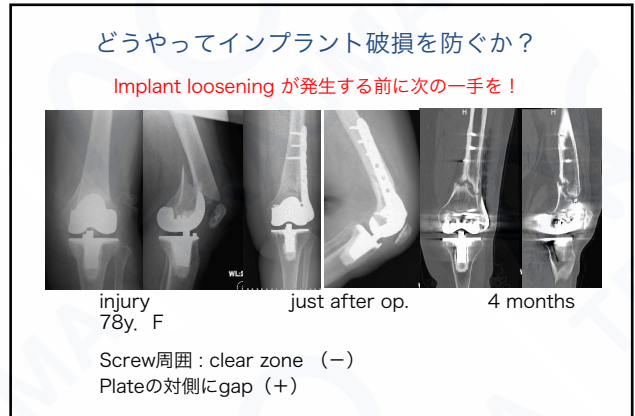 どうやってインプラント破損を防ぐか？
Implant loosening が発生する前に次の一手を！
H
H
WL:
injury
just after op.
4 months
78y. F
Screw周囲 : clear zone （－）
Plateの対側にgap（＋）